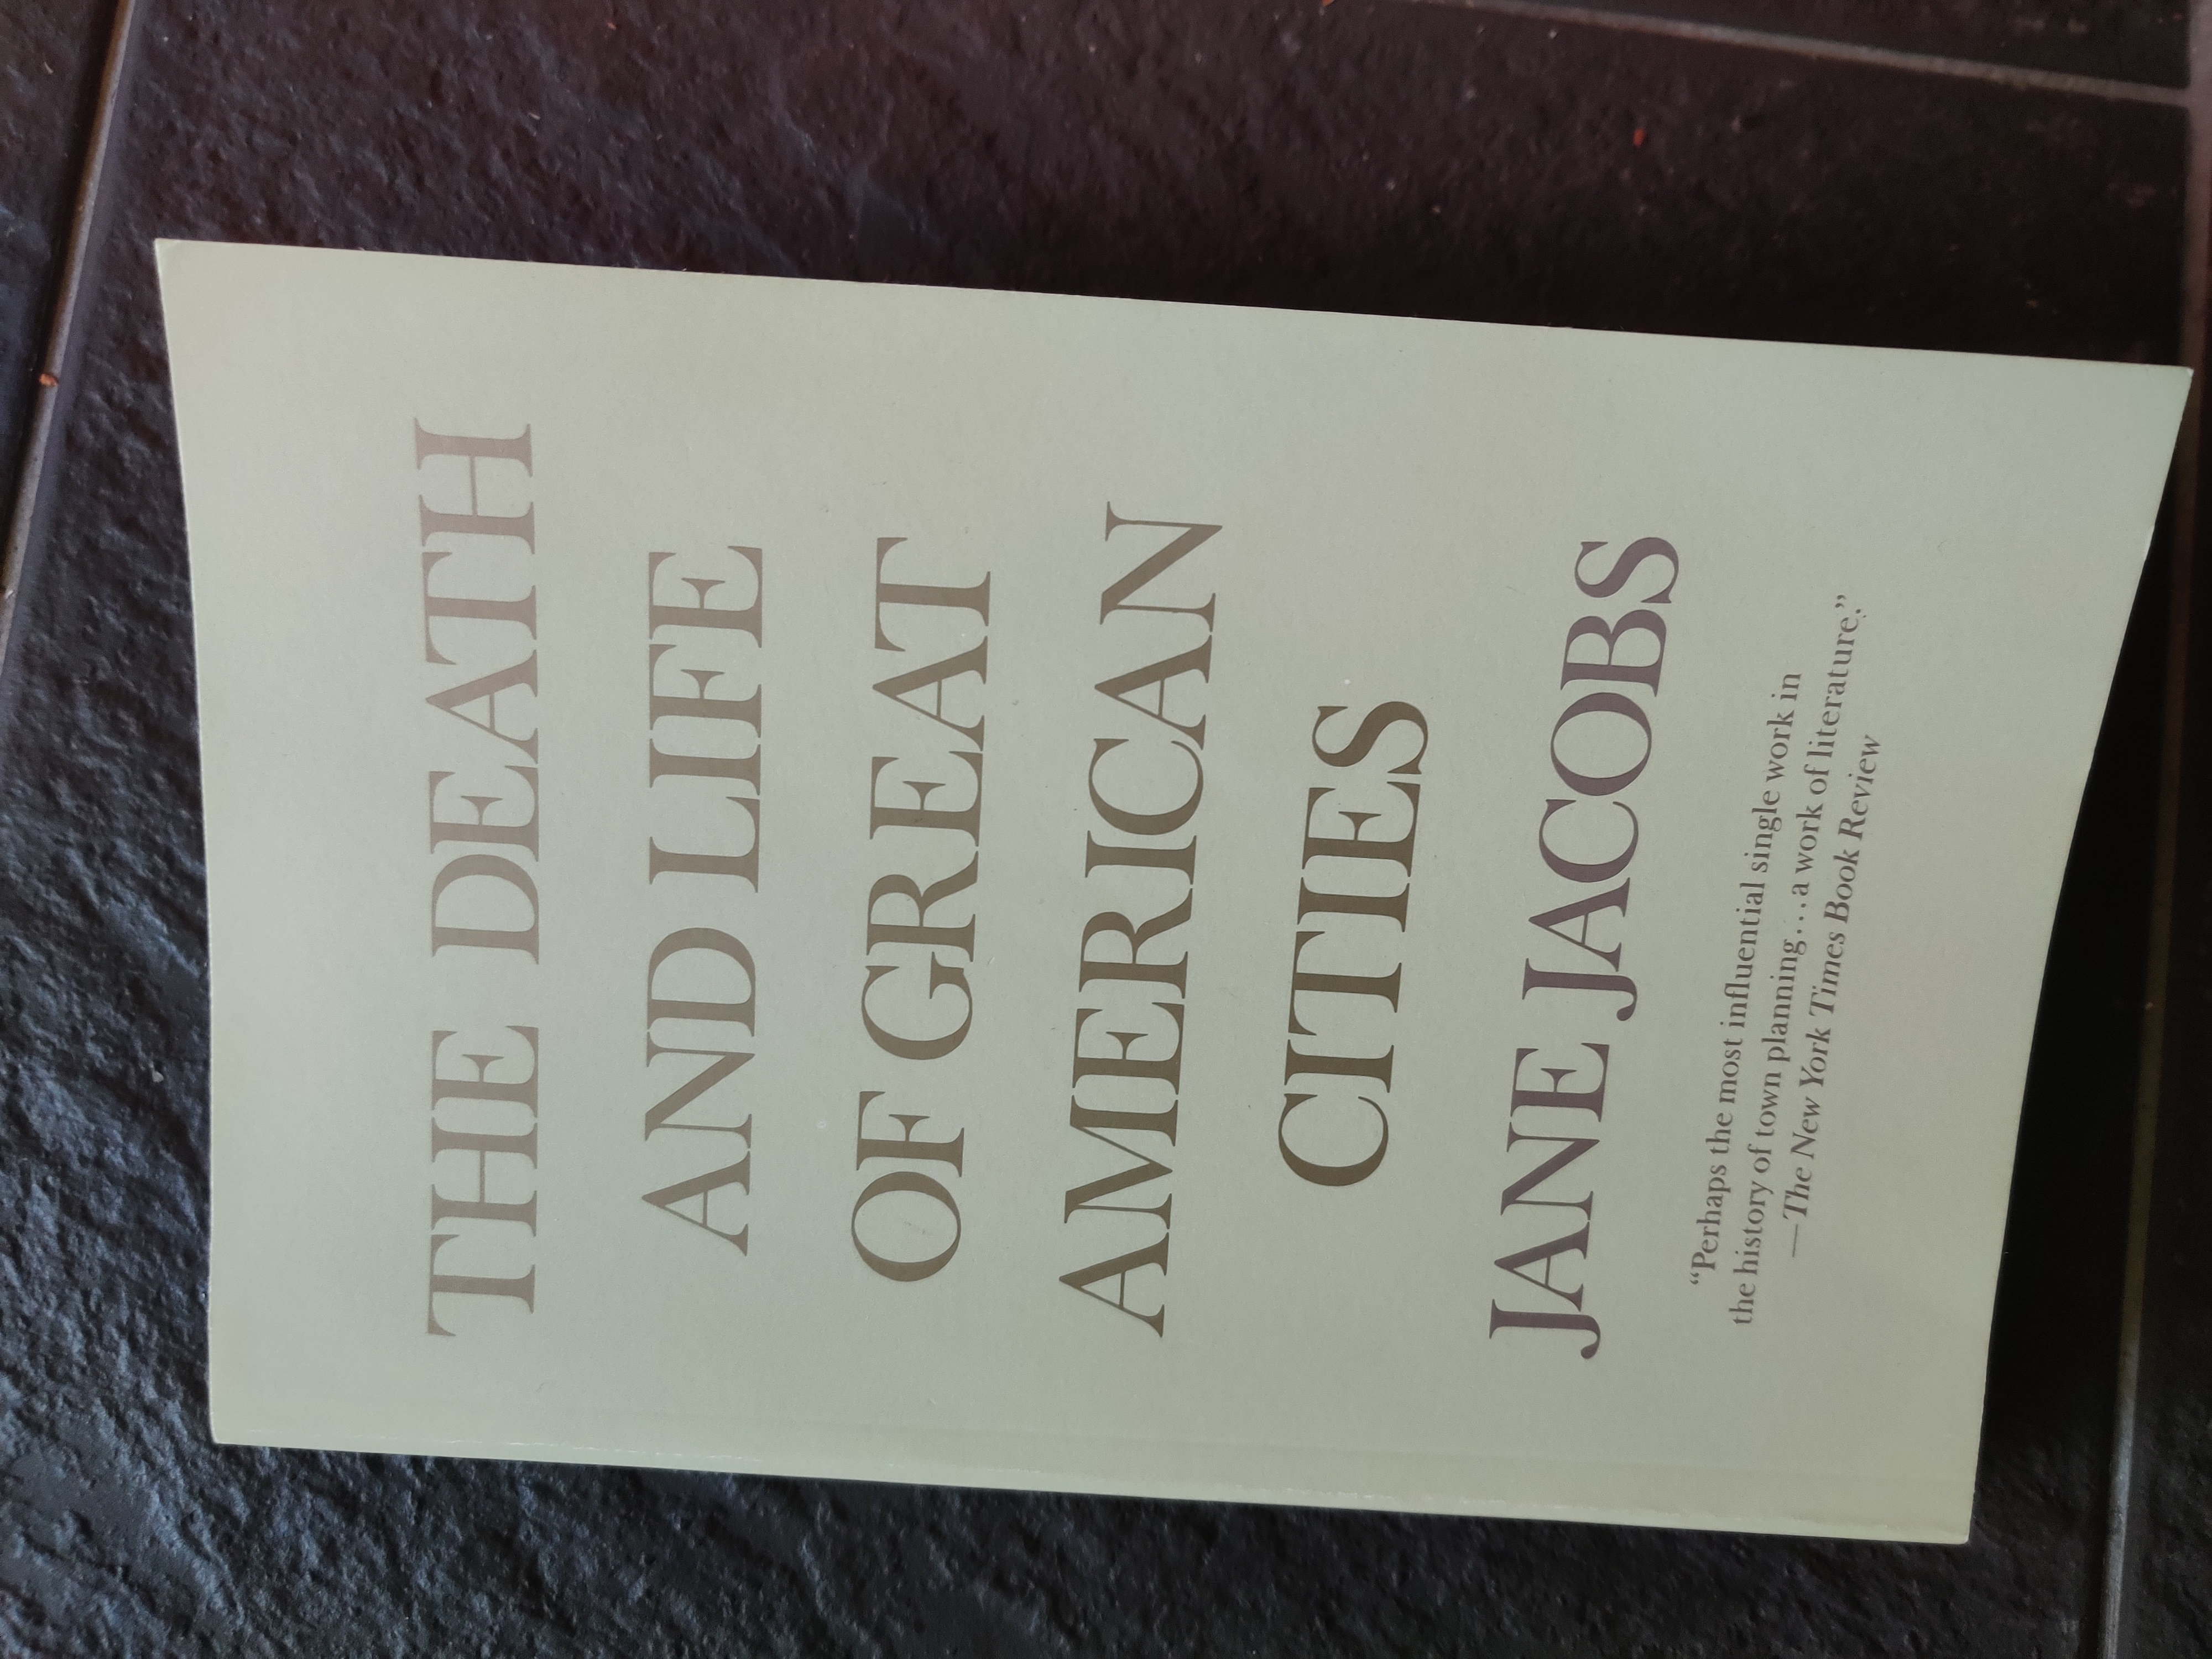 THE DEATH
AND LIFE
OF GREAT
AMERICAN
CITIES
JANE JACOBS
“Perhaps the most influential single work in
the history of town planning....a work of literature.”
—The New York Times Book Review